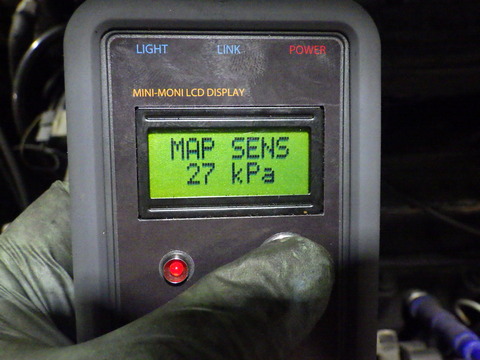 LIGHT LINK POWER
MINI-MONI LCD DISPLAY
MAP SENS
27 kPa